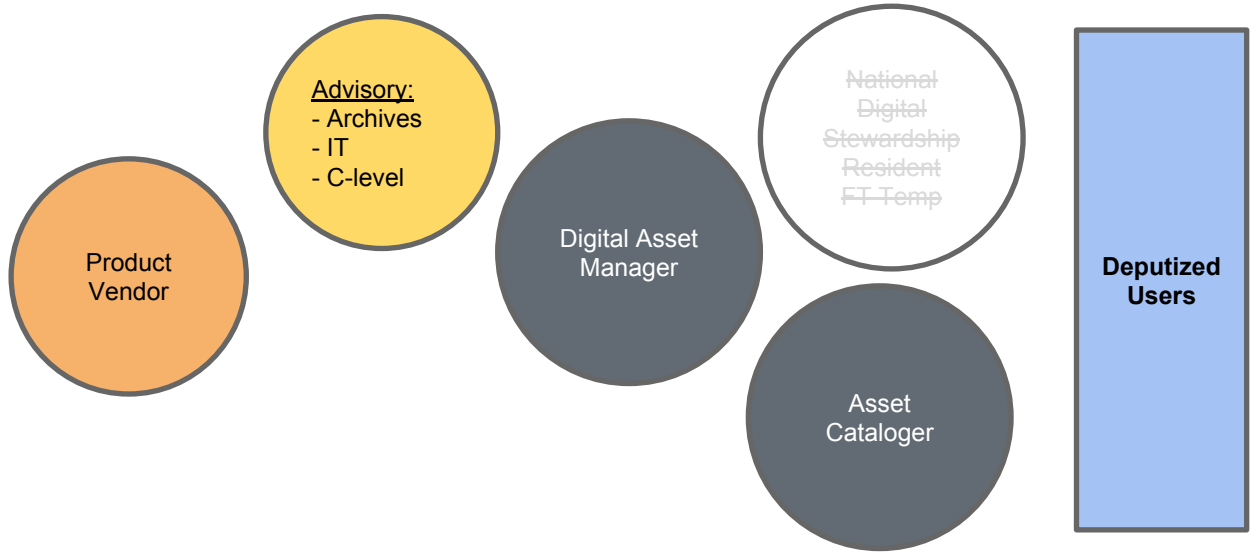 Product
Vendor
Advisory:
- Archives
- IT
- C-level
Digital Asset
Manager
National
Digital
Stewardship
Resident
FT Temp
Asset
Cataloger
Deputized
Users